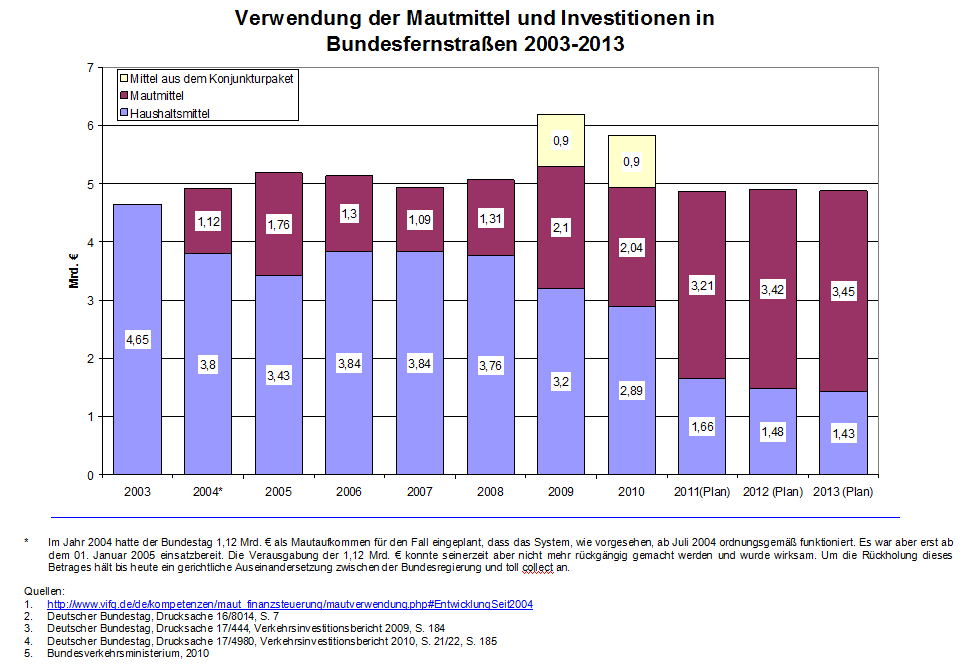 Verwendung der Mautmittel und Investitionen in
Bundesfernstraßen 2003-2013
7
6
5
4
3
2
1
0
Mrd. €
Mittel aus dem Konjunkturpaket
Mautmittel
Haushaltsmittel
0,9
0,9
1,12
1,76
1,3
1,09
1,31
2,1
2,04
3,21
3,42
3,45
4,65
3,8
3,43
3,84
3,84
3,76
3,2
2,89
1,66
1,48
1,43
2003
2004*
2005
2006
2007
2008
2009
2010
2011(Plan)
2012 (Plan)
2013 (Plan)
* Im Jahr 2004 hatte der Bundestag 1,12 Mrd. € als Mautaufkommen für den Fall eingeplant, dass das System, wie vorgesehen, ab Juli 2004 ordnungsgemäß funktioniert. Es war aber erst ab
dem 01. Januar 2005 einsatzbereit. Die Verausgabung der 1,12 Mrd. € konnte seinerzeit aber nicht mehr rückgängig gemacht werden und wurde wirksam. Um die Rückholung dieses
Betrages hält bis heute ein gerichtliche Auseinandersetzung zwischen der Bundesregierung und toll collect an.
Quellen:
1. http://www.vifg.de/de/kompetenzen/maut_finanzsteuerung/mautverwendung.php#EntwicklungSeit2004
2. Deutscher Bundestag, Drucksache 16/8014, S. 7
3. Deutscher Bundestag, Drucksache 17/444, Verkehrsinvestitionsbericht 2009, S. 184
4. Deutscher Bundestag, Drucksache 17/4980, Verkehrsinvestitionsbericht 2010, S. 21/22, S. 185
5. Bundesverkehrsministerium, 2010